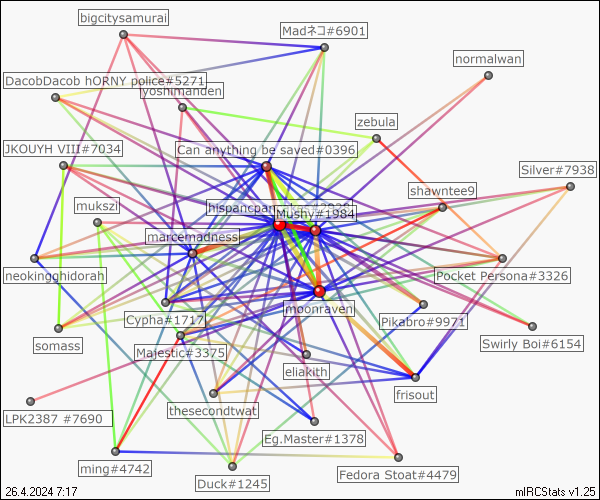 bigcitysamurai
Madネコ#6901
normalwan
DacobDacob hORNY police#5271
yoshimanden
zebula
JKOUYH VIII#7034
Can anything be saved#0396
Silver#7938
shawntee9
mukszi
hispancpan
Mushy#1984
marcemadness
neokingghidorah
Pocket Persona#3326
moonraven
Cypha#1717
Pikabro#9971
somass
Majestic#3375
Swirly Boi#6154
eliakith
frisout
LPK2387 #7690
thesecondtwat
Eg.Master#1378
ming#4742
Fedora Stoat#4479
Duck#1245
26.4.2024 7:17
mIRCStats v1.25